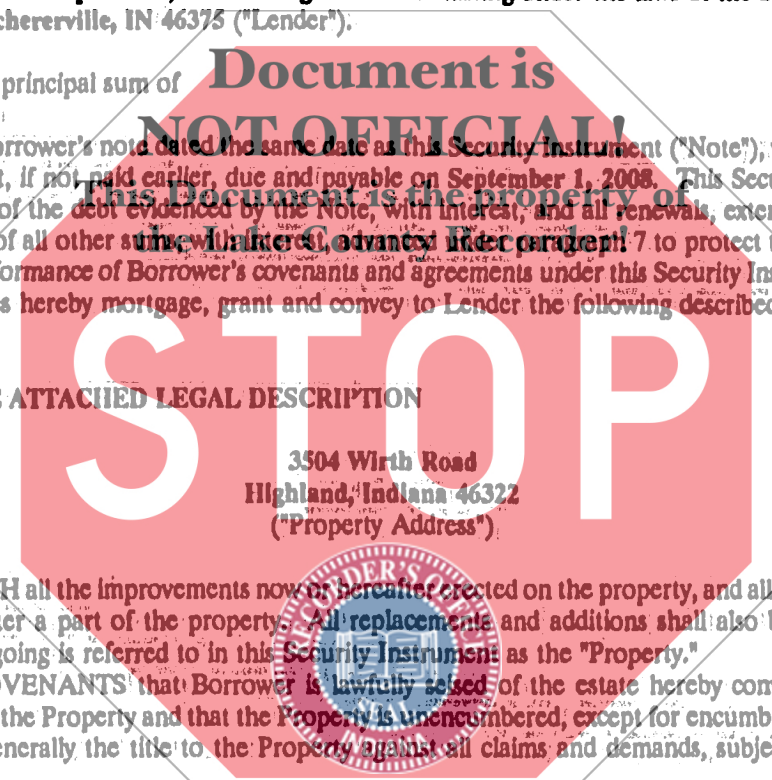 chererville, IN 46375 ("Lender").
principal sum of
Document is
NOT OFFICIAL!
orrower's note dated the same date as this Security Instrument ("Note"),
, if not paid earlier, due and payable on September 1, 2008. This Secu
This Document is the property of
of the debt evidenced by the Note, with interest, and all renewals, exten
the Lake County Recorder!
of all other sums, with interest, advanced under paragraph 7 to protect t
formance of Borrower's covenants and agreements under this Security Ins
s hereby mortgage, grant and convey to Lender the following described
STOP
ATTACHED LEGAL DESCRIPTION
3504 Wirth Road
Highland, Indiana 46322
("Property Address")
H all the improvements now or hereafter erected on the property, and all
er a part of the property. All replacements and additions shall also b
going is referred to in this Security Instrument as the "Property."
RECORDER'S OFFICE
SEAL
INDIANA
OVENANTS that Borrower is lawfully seised of the estate hereby com
the Property and that the Property is unencumbered, except for encumb
enerally the title to the Property against all claims and demands, subje